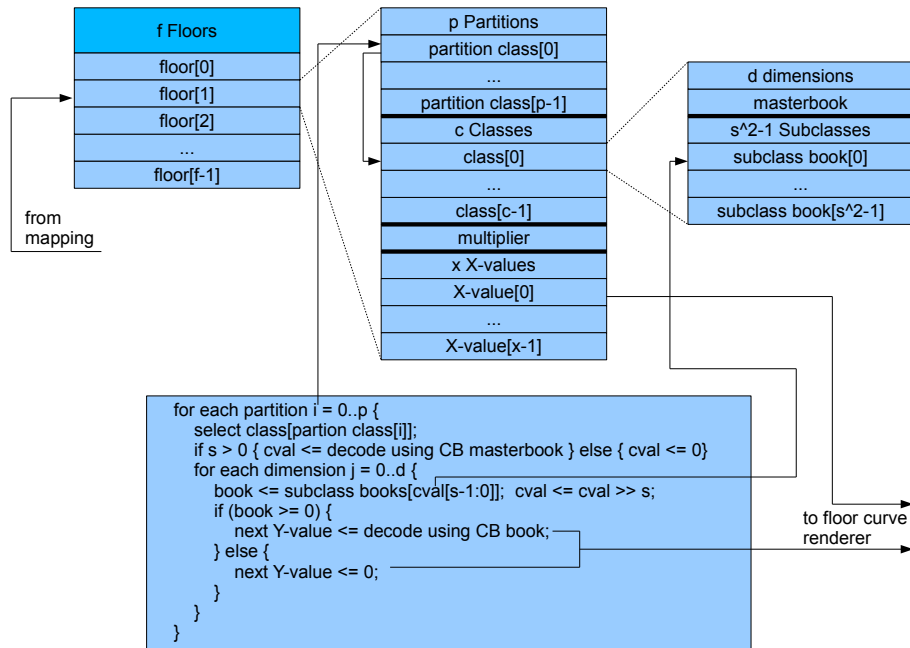 f Floors
floor[0]
floor[1]
floor[2]
...
floor[f-1]
from
mapping
p Partitions
partition class[0]
...
partition class[p-1]
c Classes
class[0]
...
class[c-1]
multiplier
x X-values
X-value[0]
...
X-value[x-1]
d dimensions
masterbook
s^2-1 Subclasses
subclass book[0]
...
subclass book[s^2-1]
for each partition i = 0..p {
select class[partion class[i]];
if s > 0 { cval <= decode using CB masterbook } else { cval <= 0}
for each dimension j = 0..d {
book <= subclass books[cval[s-1:0]];  cval <= cval >> s;
if (book >= 0) {
next Y-value <= decode using CB book;
} else {
next Y-value <= 0;
}
}
}
to floor curve
renderer